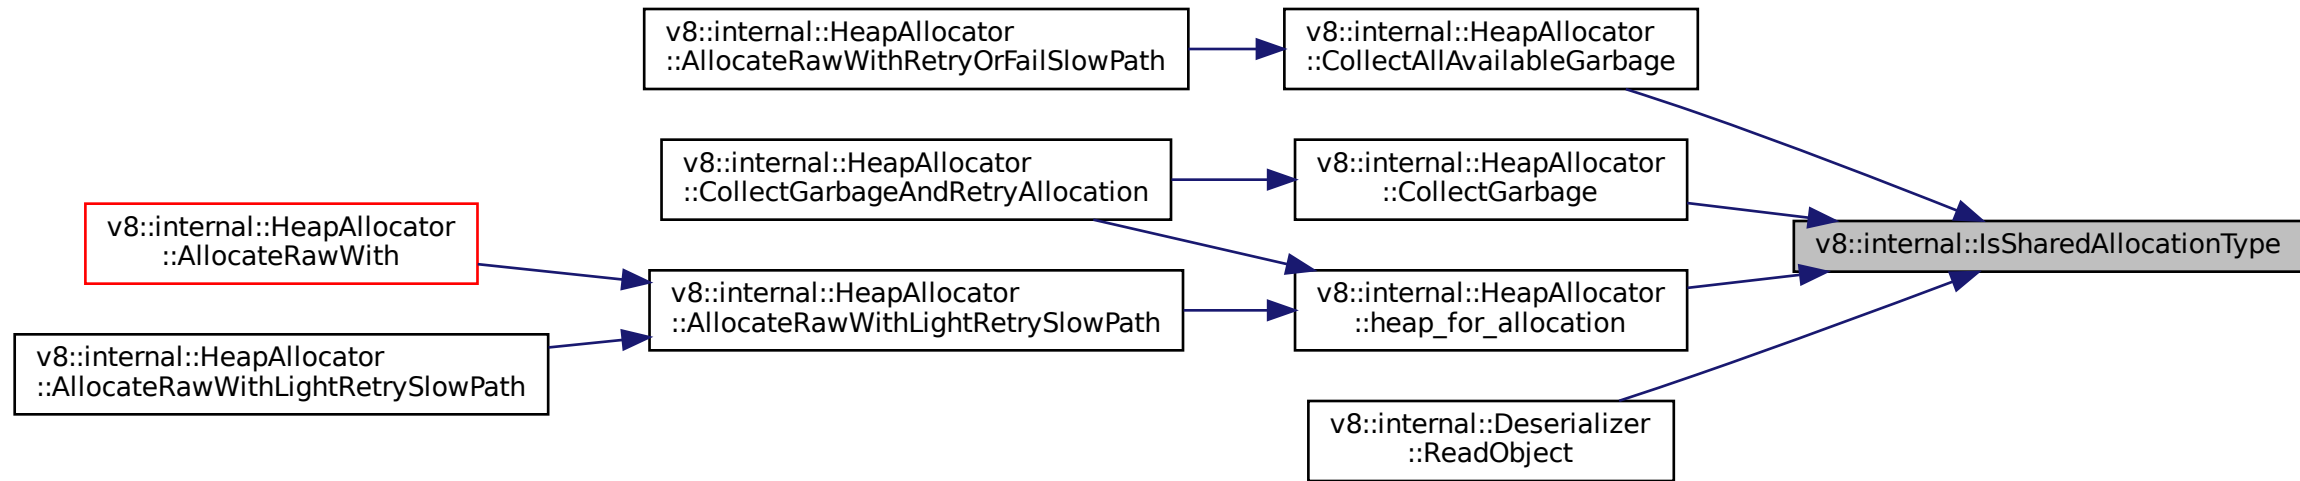 v8::internal::HeapAllocator
::AllocateRawWithRetryOrFailSlowPath
v8::internal::HeapAllocator
::CollectAllAvailableGarbage
v8::internal::HeapAllocator
::CollectGarbageAndRetryAllocation
v8::internal::HeapAllocator
::CollectGarbage
v8::internal::HeapAllocator
::AllocateRawWith
v8::internal::IsSharedAllocationType
v8::internal::HeapAllocator
::AllocateRawWithLightRetrySlowPath
v8::internal::HeapAllocator
::heap_for_allocation
v8::internal::HeapAllocator
::AllocateRawWithLightRetrySlowPath
v8::internal::Deserializer
::ReadObject